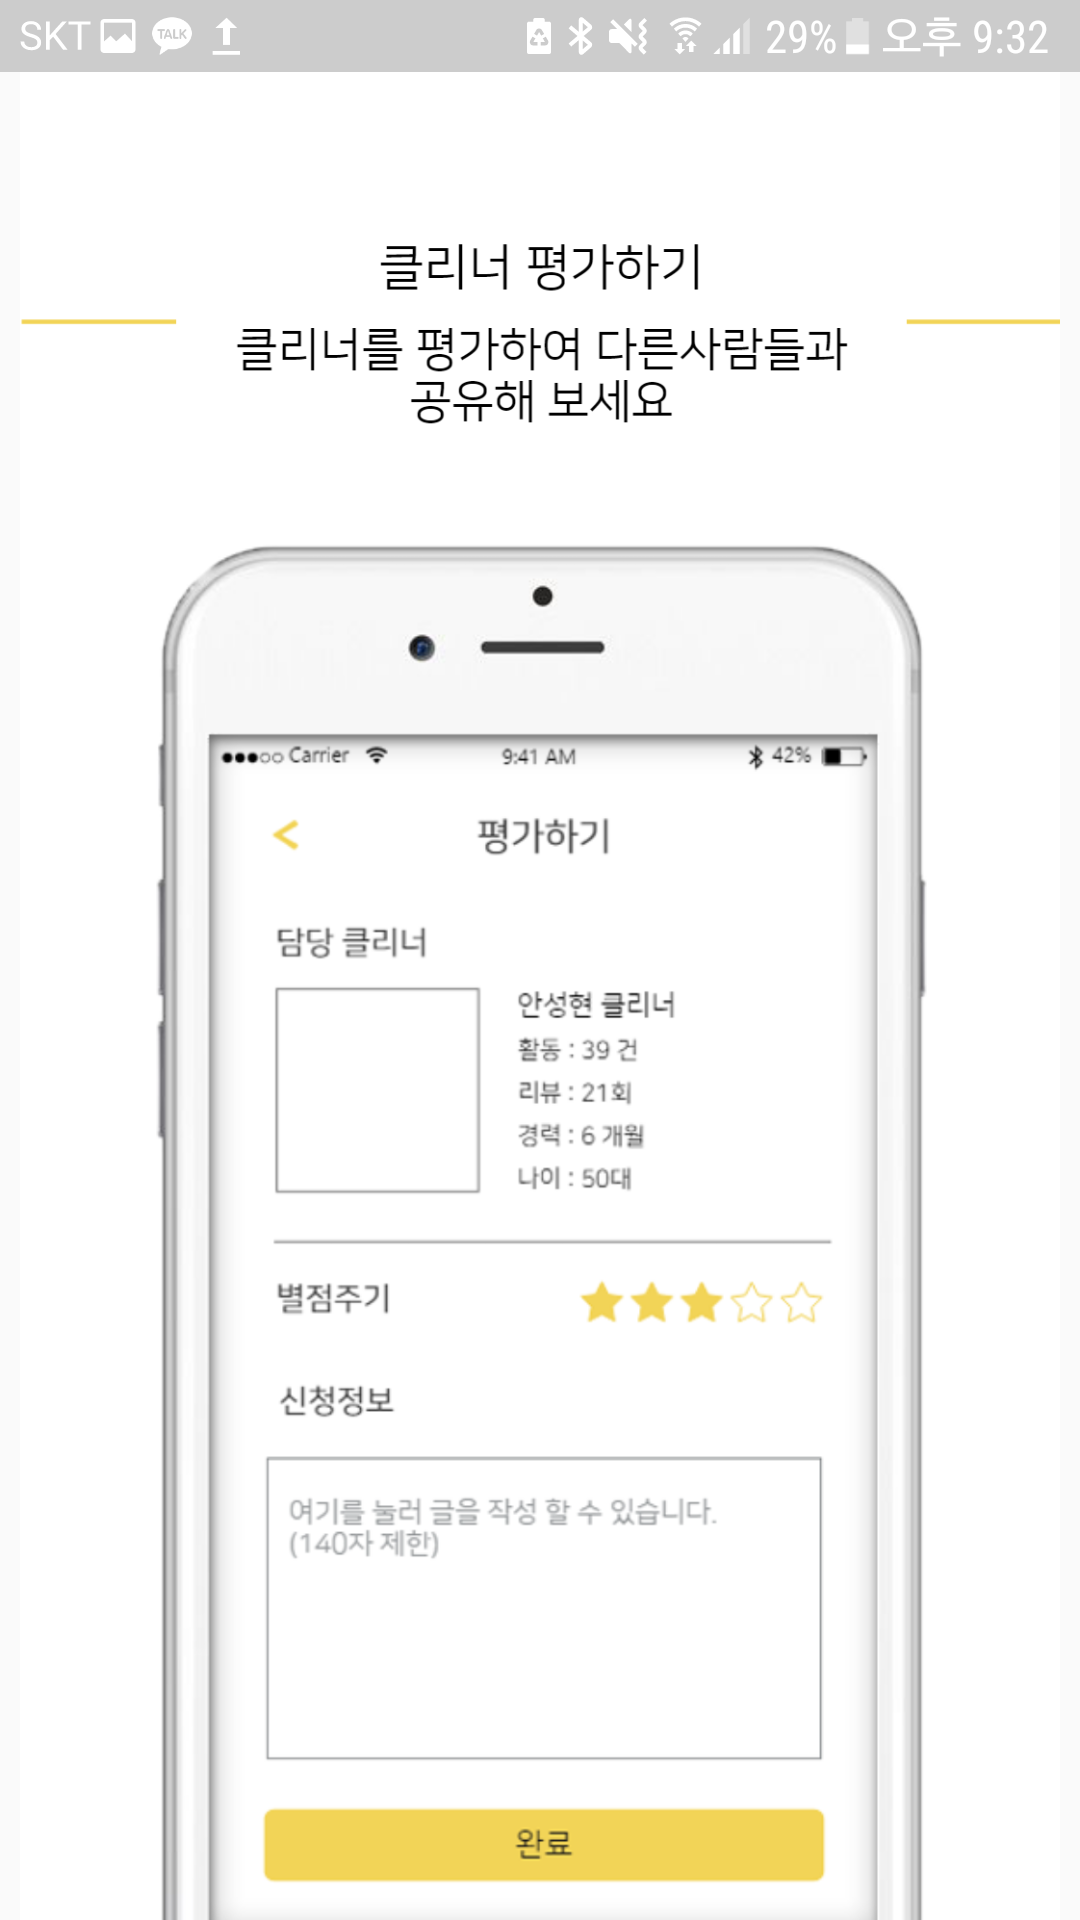 SKT TALK 29% 오후 9:32
클리너 평가하기
클리너를 평가하여 다른사람들과
공유해 보세요
Carrier 9:41 AM 42%
< 평가하기
담당 클리너
안성현 클리너
활동 : 39 건
리뷰 : 21회
경력 : 6 개월
나이 : 50대
별점주기
신청정보
여기를 눌러 글을 작성 할 수 있습니다.
(140자 제한)
완료